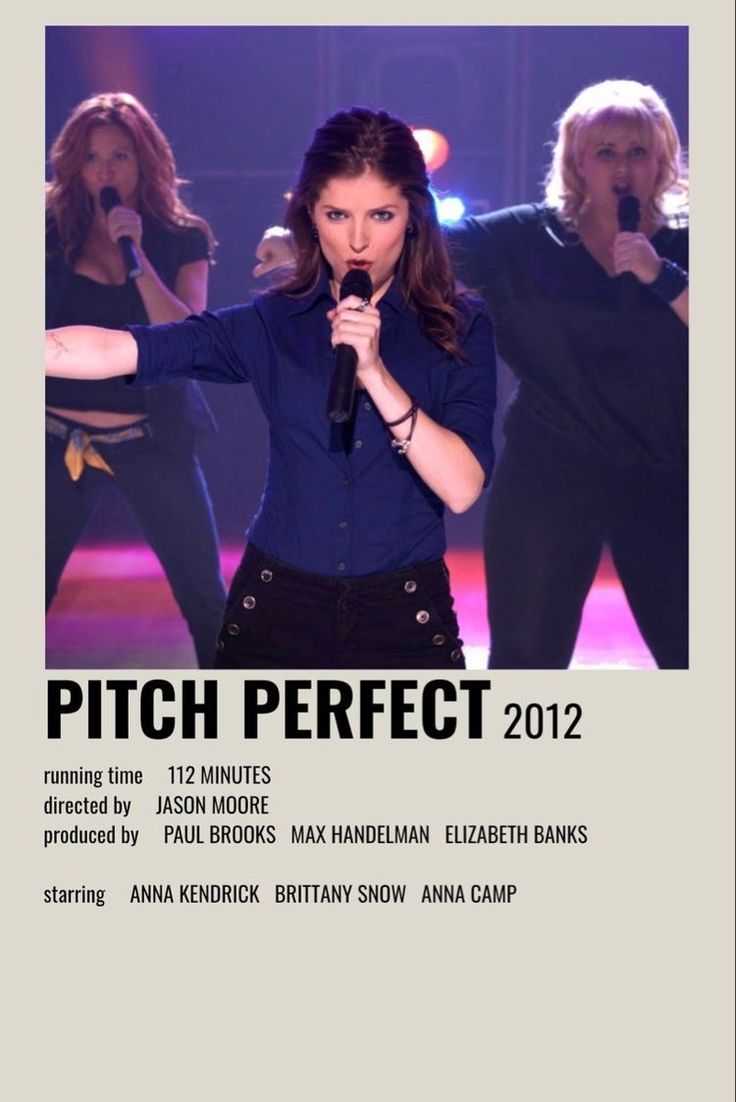 PITCH PERFECT 2012
running time 112 MINUTES
directed by JASON MOORE
produced by PAUL BROOKS MAX HANDELMAN ELIZABETH BANKS
starring ANNA KENDRICK BRITTANY SNOW ANNA CAMP